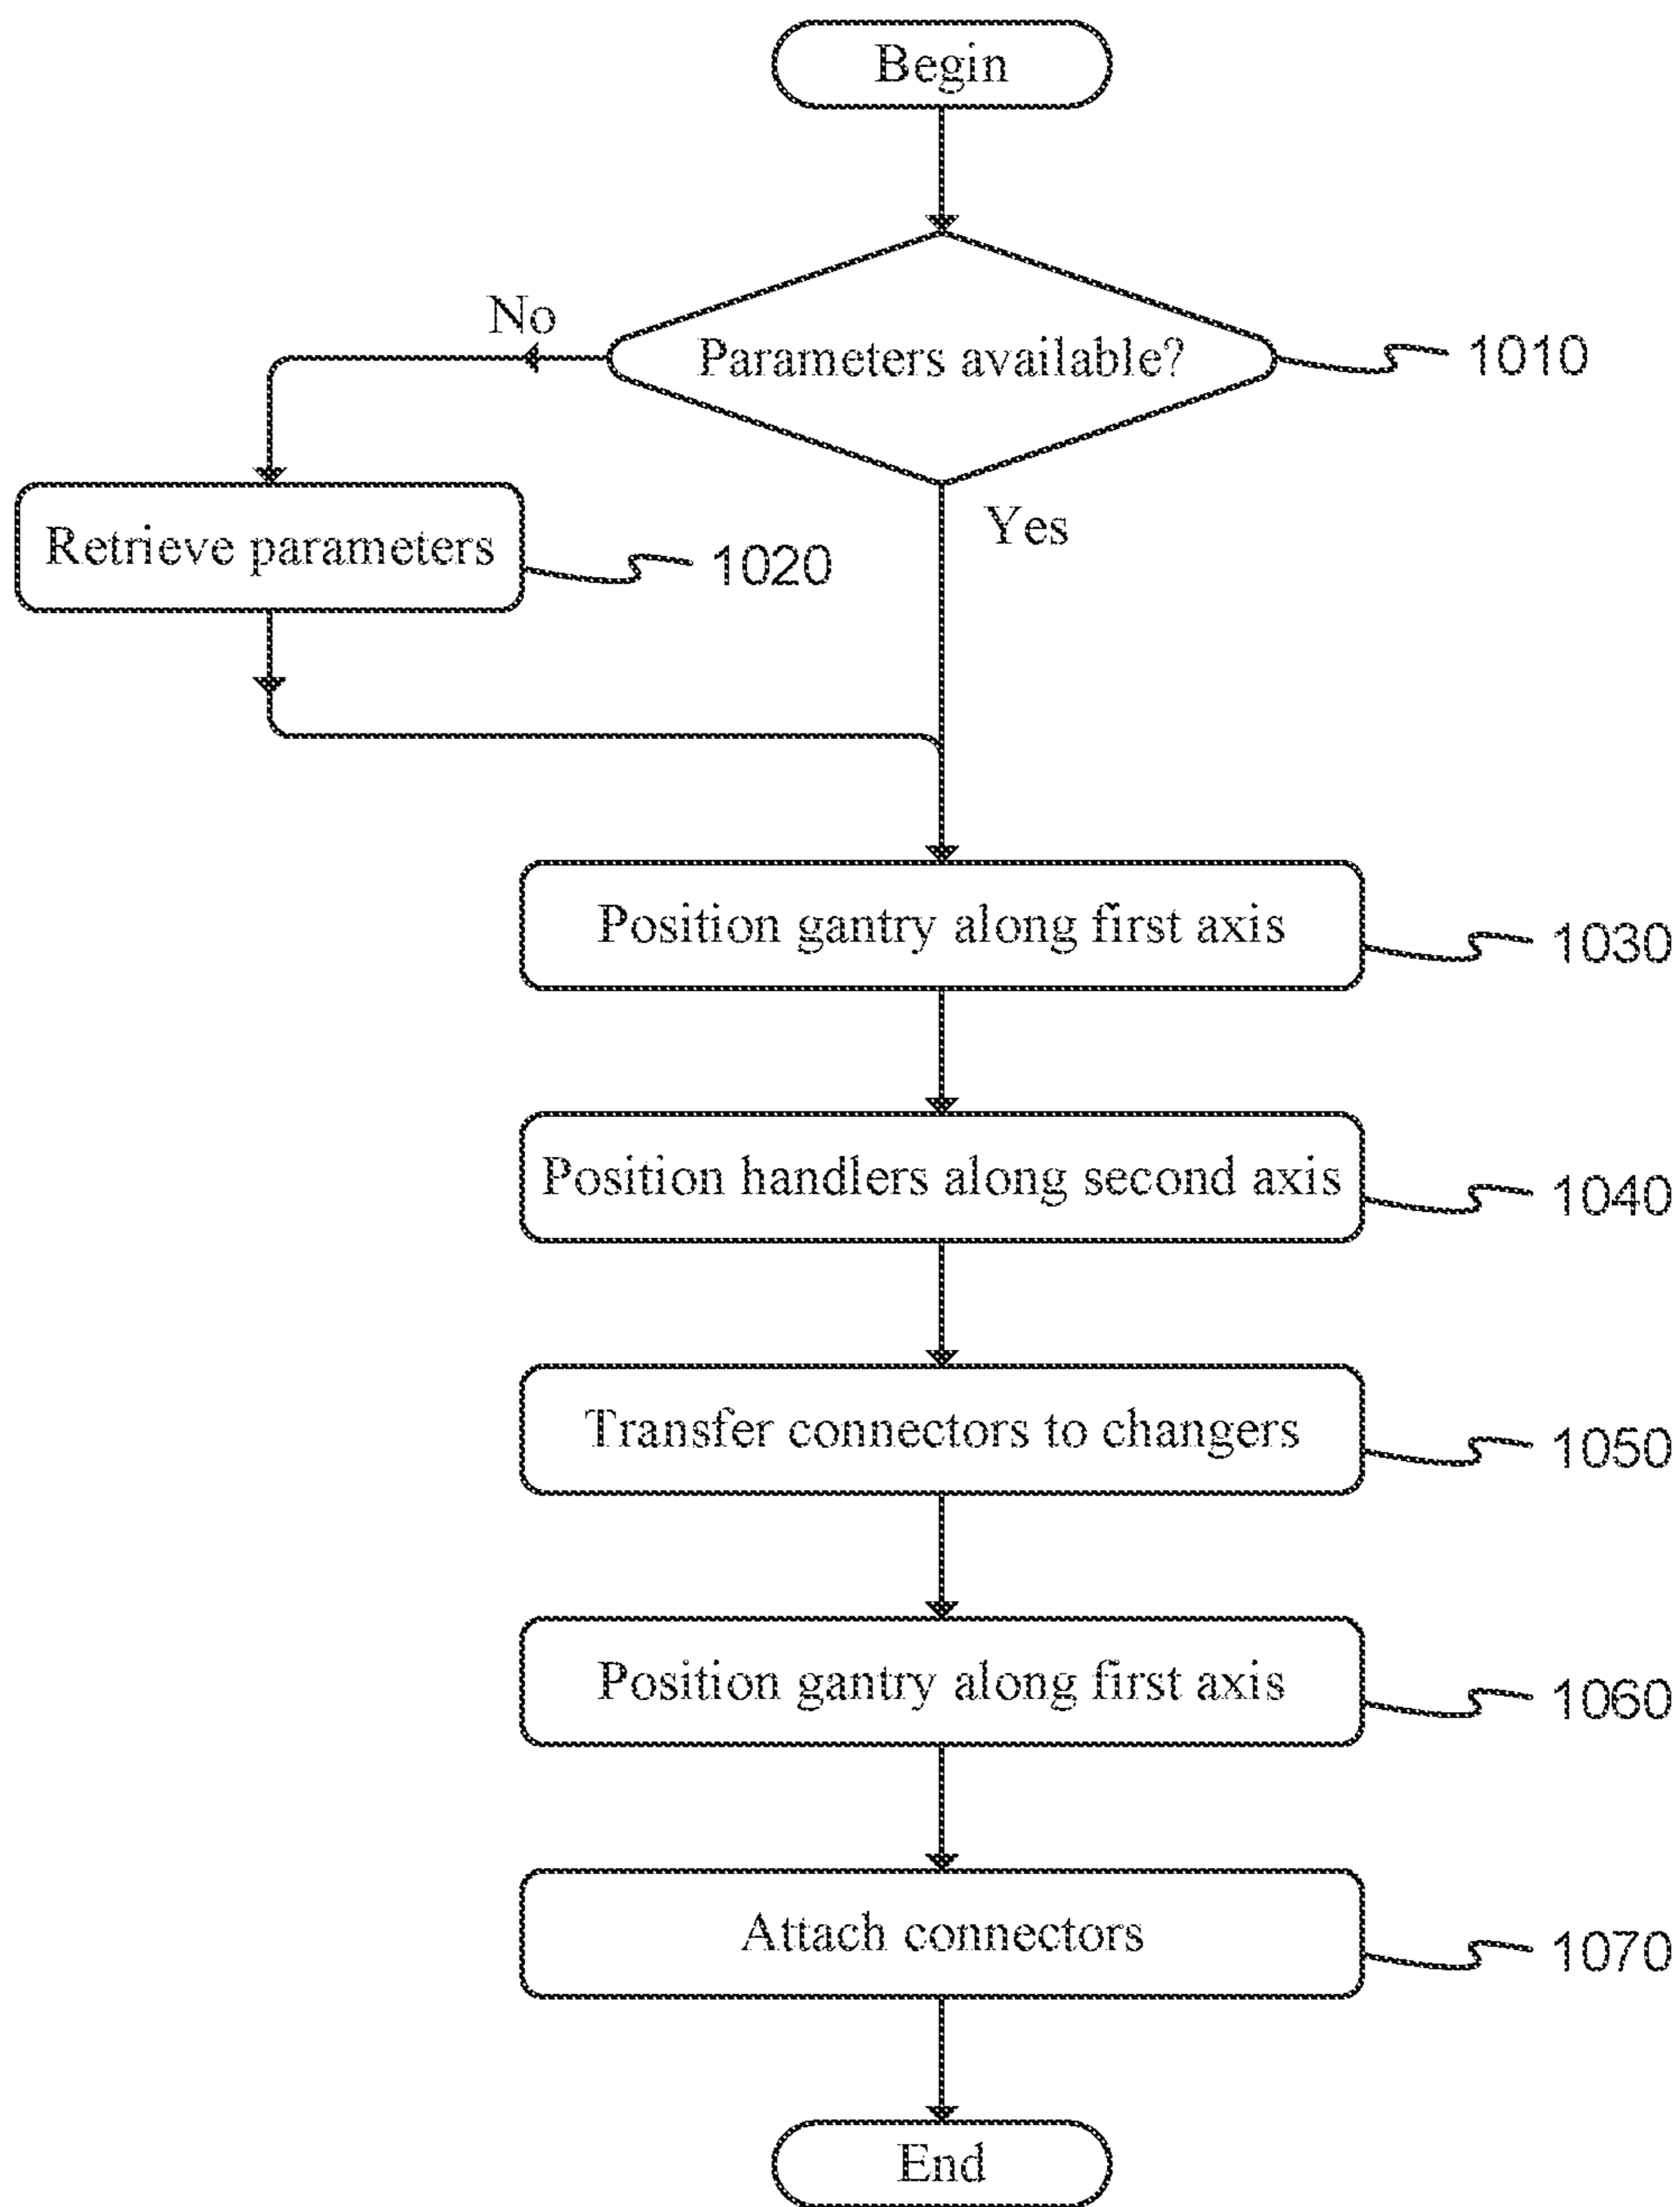 Begin
No
Parameters available?
1010
Retrieve parameters
1020
Yes
Position gantry along first axis
1030
Position handlers along second axis
1040
Transfer connectors to changers
1050
Position gantry along first axis
1060
Attach connectors
1070
End